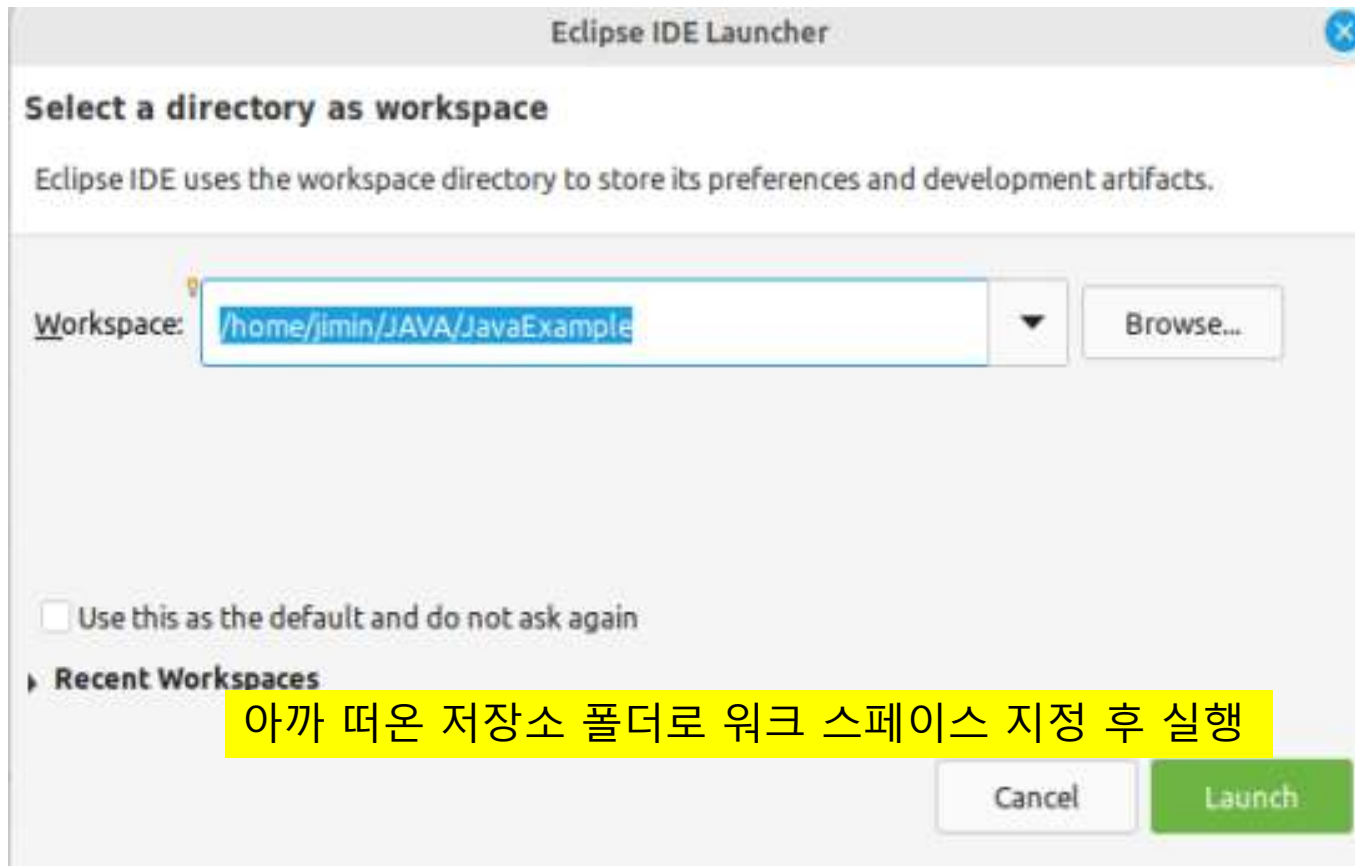 Eclipse IDE Launcher
Select a directory as workspace
Eclipse IDE uses the workspace directory to store its preferences and development artifacts.
Workspace: /home/jimin/JAVA/JavaExample Browse...
Use this as the default and do not ask again
Recent Workspaces
아까 떠온 저장소 폴더로 워크 스페이스 지정 후 실행
Cancel Launch